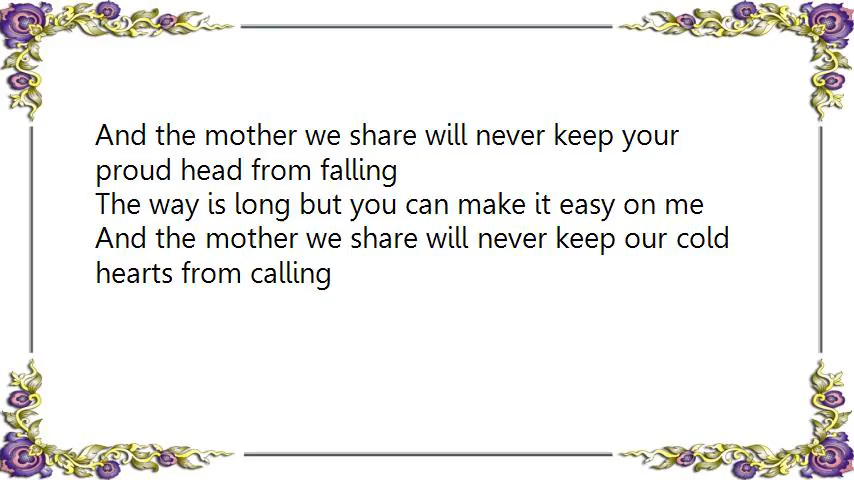 And the mother we share will never keep your
proud head from falling
The way is long but you can make it easy on me
And the mother we share will never keep our cold
hearts from calling